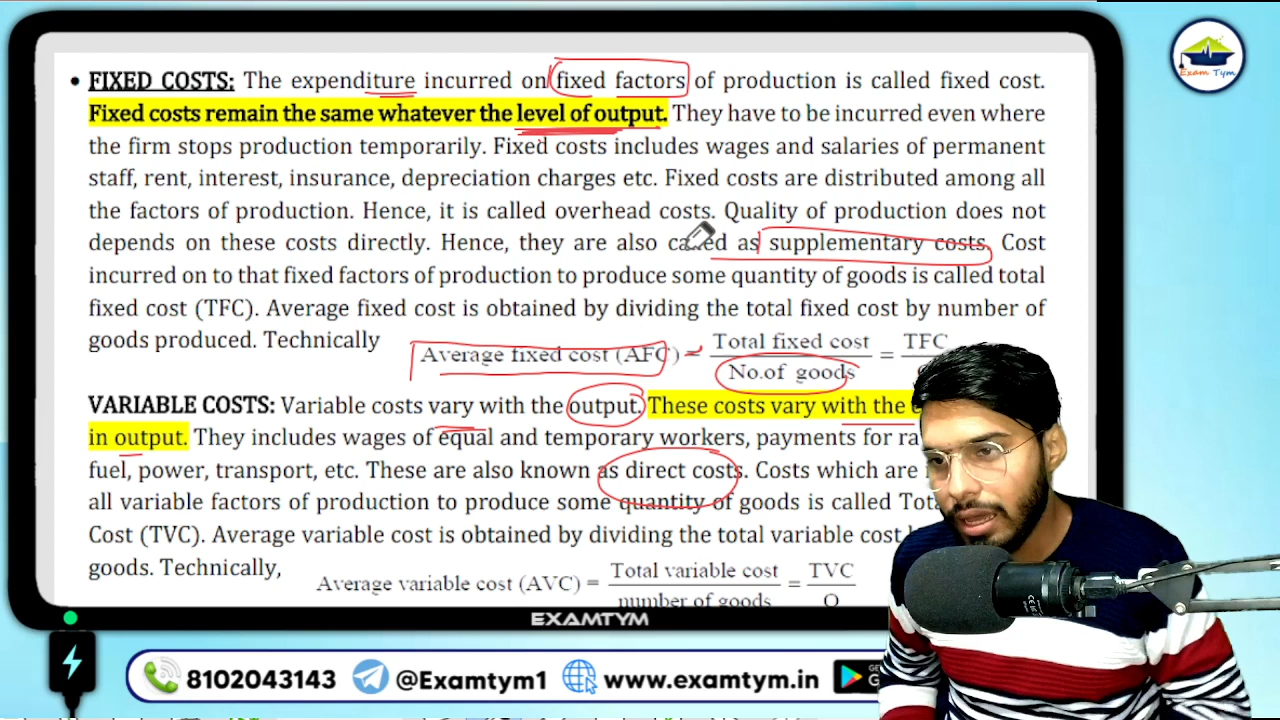 Exam Tym
• FIXED COSTS: The expenditure incurred on fixed factors of production is called fixed cost.
Fixed costs remain the same whatever the level of output. They have to be incurred even where
the firm stops production temporarily. Fixed costs includes wages and salaries of permanent
staff, rent, interest, insurance, depreciation charges etc. Fixed costs are distributed among all
the factors of production. Hence, it is called overhead costs. Quality of production does not
depends on these costs directly. Hence, they are also called as supplementary costs. Cost
incurred on to that fixed factors of production to produce some quantity of goods is called total
fixed cost (TFC). Average fixed cost is obtained by dividing the total fixed cost by number of
goods produced. Technically
Average fixed cost (AFC) = Total fixed cost / No.of goods = TFC
VARIABLE COSTS: Variable costs vary with the output. These costs vary with the
in output. They includes wages of equal and temporary workers, payments for
fuel, power, transport, etc. These are also known as direct costs. Costs which are
all variable factors of production to produce some quantity of goods is called
Cost (TVC). Average variable cost is obtained by dividing the total variable cost
goods. Technically,
Average variable cost (AVC) = Total variable cost / number of goods = TVC / Q
EXAMTYM
8102043143 @Examtym1 www.examtym.in